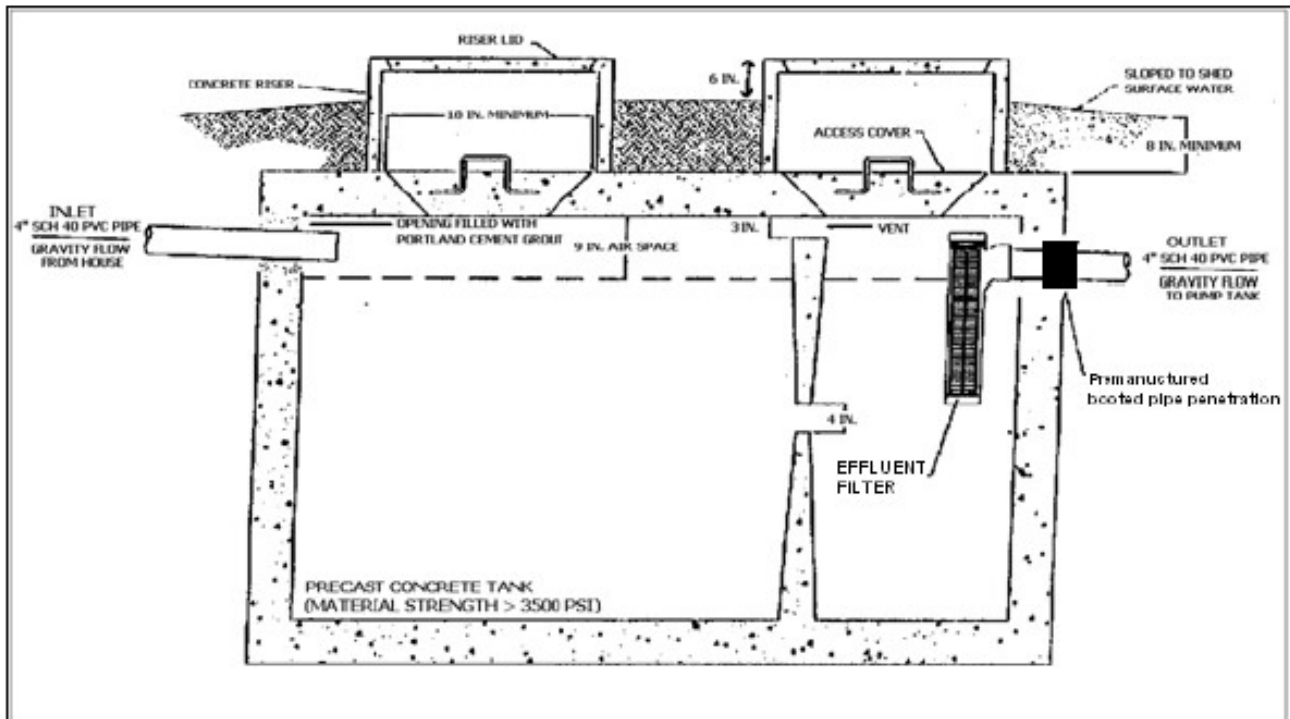 RISER LID
CONCRETE RISER
6 IN.
SLOPED TO SHED
SURFACE WATER
10 IN. MINIMUM
ACCESS COVER
8 IN. MINIMUM
INLET
4" SCH 40 PVC PIPE
GRAVITY FLOW
FROM HOUSE
OPENING FILLED WITH
PORTLAND CEMENT GROUT
9 IN. AIR SPACE
3 IN.
VENT
OUTLET
4" SCH 40 PVC PIPE
GRAVITY FLOW
TO PUMP TANK
booted pipe penetration
4 IN.
EFFLUENT
FILTER
PRECAST CONCRETE TANK
(MATERIAL STRENGTH > 3500 PSI)